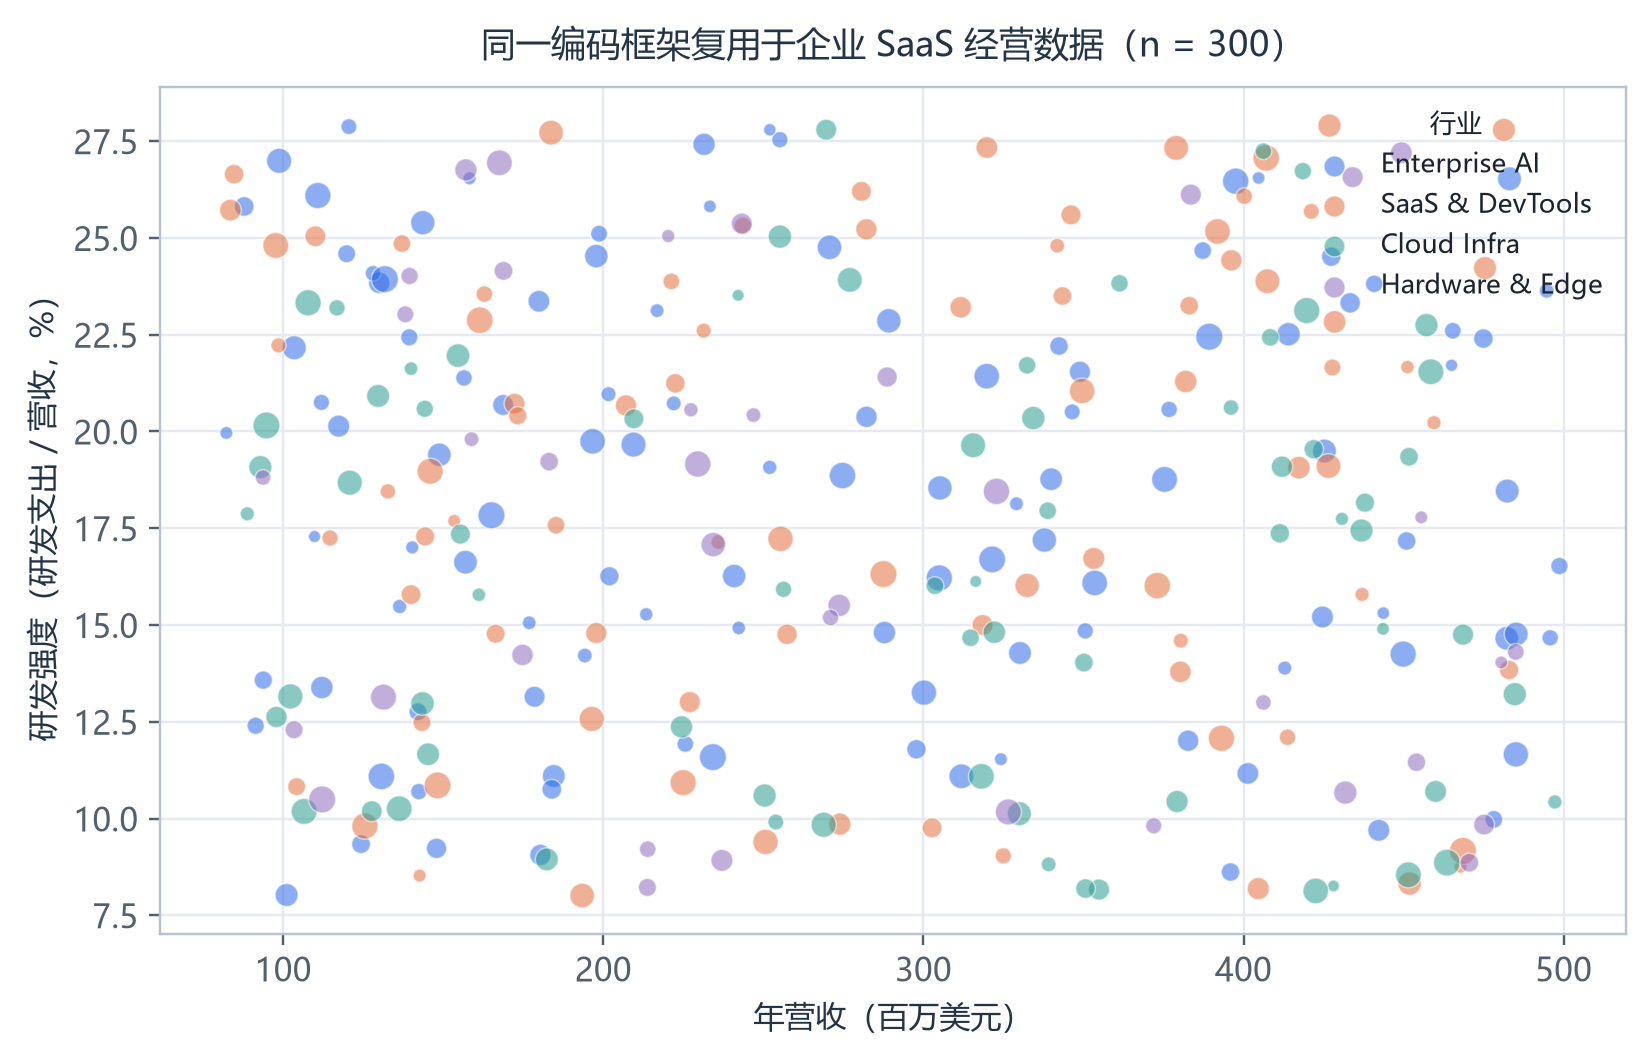 同一编码框架复用于企业 SaaS 经营数据（n = 300）
行业
Enterprise AI
SaaS & DevTools
Cloud Infra
Hardware & Edge
研发强度（研发支出 / 营收，%）
27.5
25.0
22.5
20.0
17.5
15.0
12.5
10.0
7.5
100
200
300
400
500
年营收（百万美元）